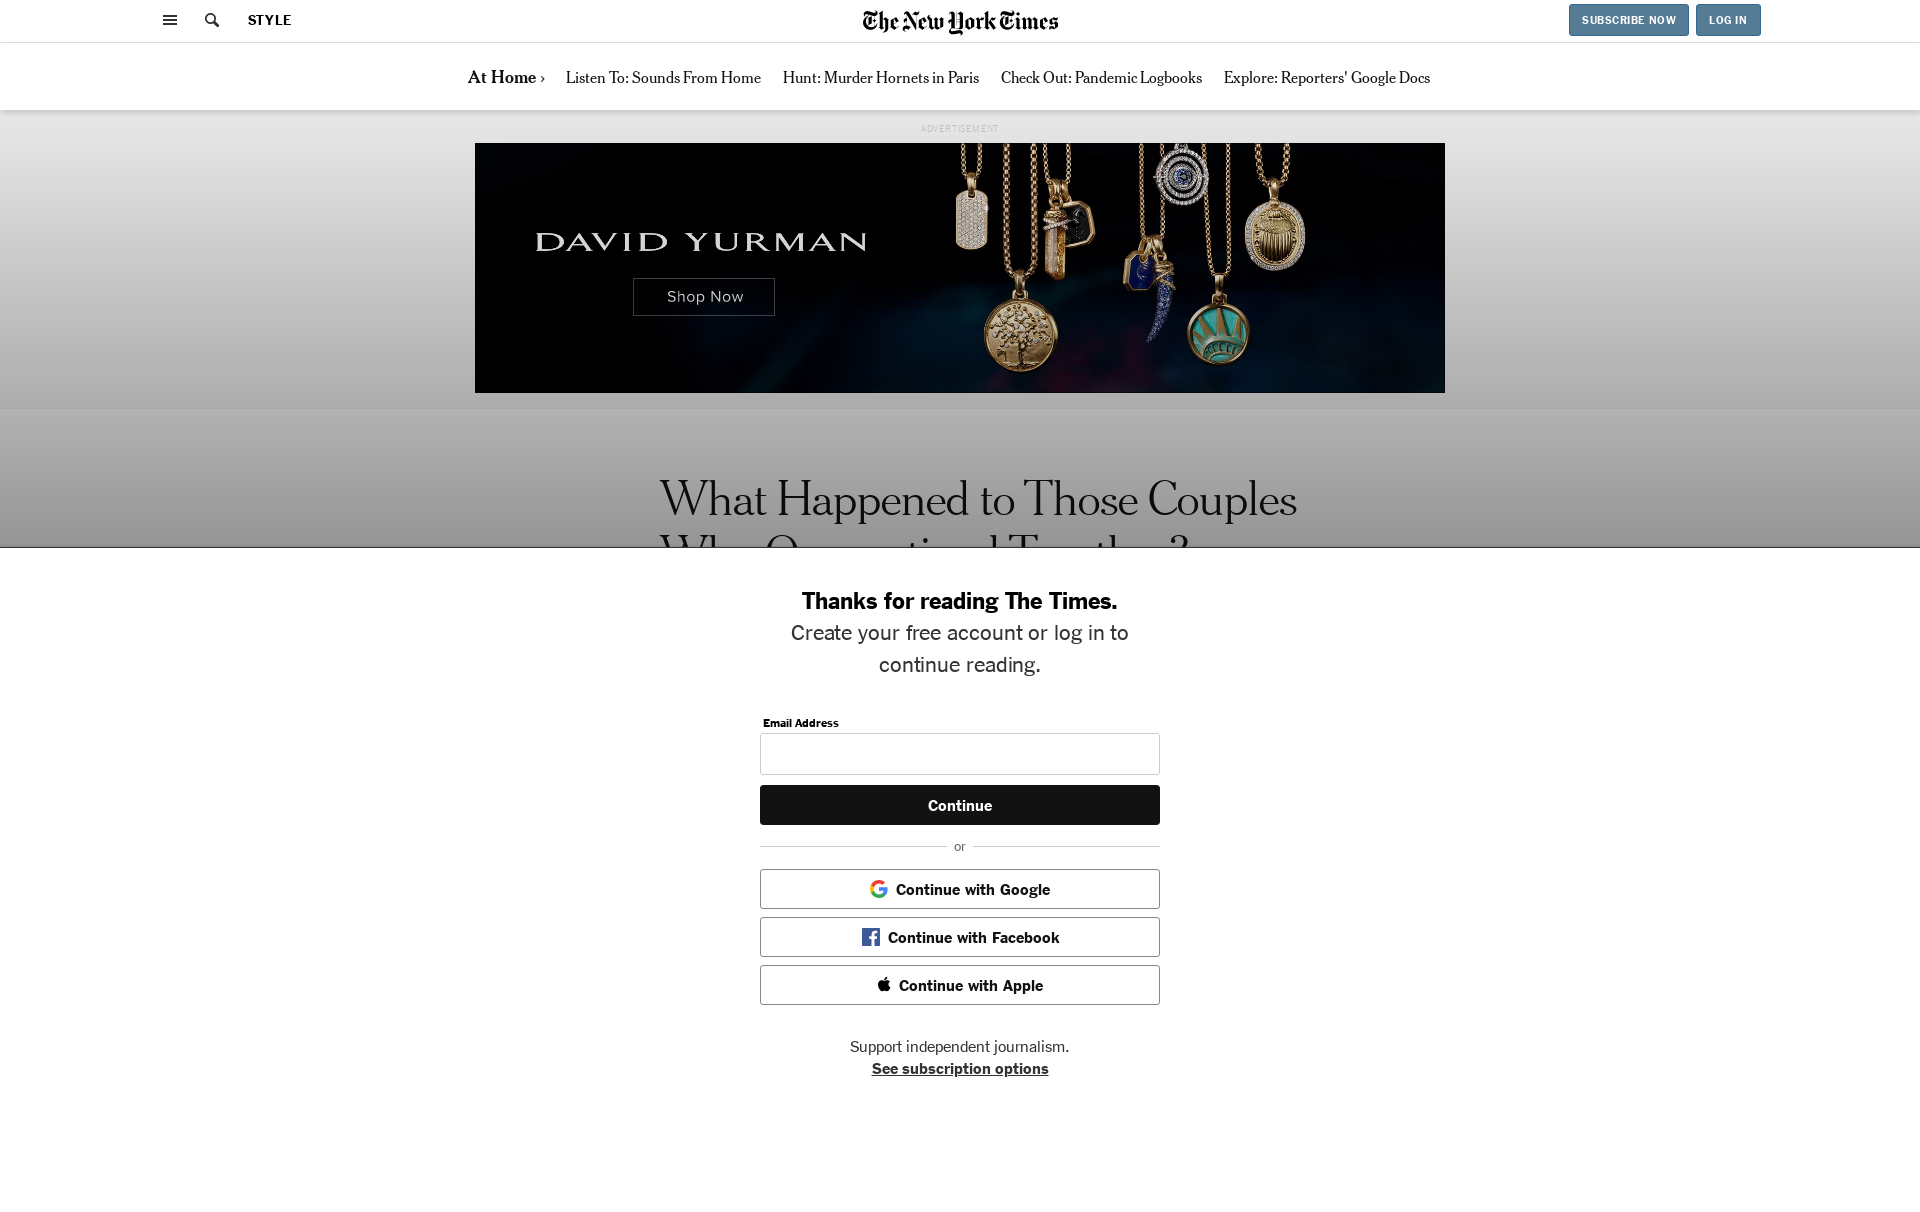 STYLE
The New York Times
SUBSCRIBE NOW
LOG IN
At Home ›
Listen To: Sounds From Home
Hunt: Murder Hornets in Paris
Check Out: Pandemic Logbooks
Explore: Reporters' Google Docs
ADVERTISEMENT
DAVID YURMAN
Shop Now
What Happened to Those Couples
Who Quarantined Together?
Thanks for reading The Times.
Create your free account or log in to
continue reading.
Email Address
Continue
or
Continue with Google
Continue with Facebook
Continue with Apple
Support independent journalism.
See subscription options